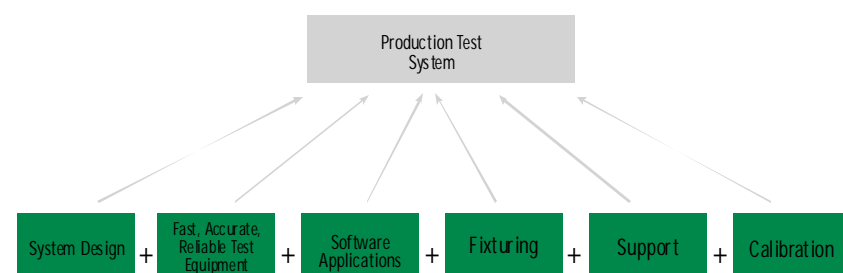 Production Test
System
System Design
+
Fast, Accurate,
Reliable Test
Equipment
+
Software
Applications
+
Fixturing
+
Support
+
Calibration